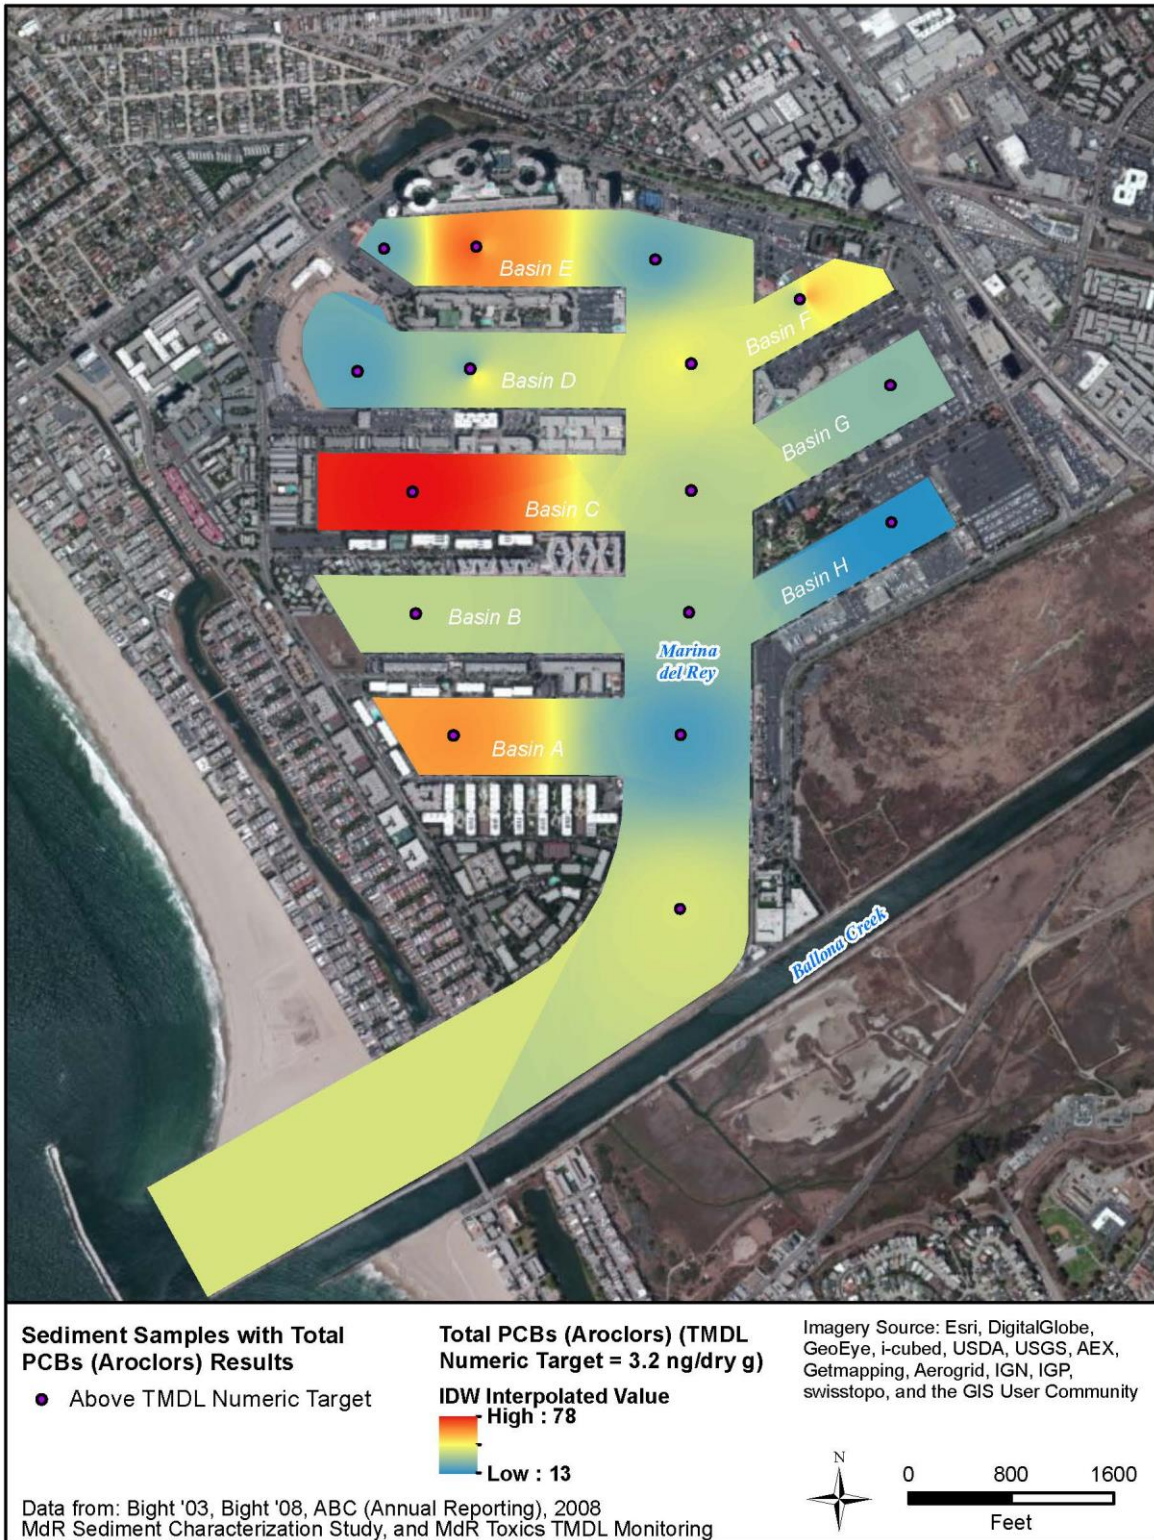 Basin E
Basin F
Basin D
Basin G
Basin C
Basin H
Basin B
Marina
del Rey
Basin A
Ballona Creek
Sediment Samples with Total
PCBs (Aroclors) Results
Above TMDL Numeric Target
Total PCBs (Aroclors) (TMDL
Numeric Target = 3.2 ng/dry g)
IDW Interpolated Value
High : 78
Low : 13
Imagery Source: Esri, DigitalGlobe,
GeoEye, i-cubed, USDA, USGS, AEX,
Getmapping, Aerogrid, IGN, IGP,
swisstopo, and the GIS User Community
N
0 800 1600
Feet
Data from: Bight '03, Bight '08, ABC (Annual Reporting), 2008
MdR Sediment Characterization Study, and MdR Toxics TMDL Monitoring